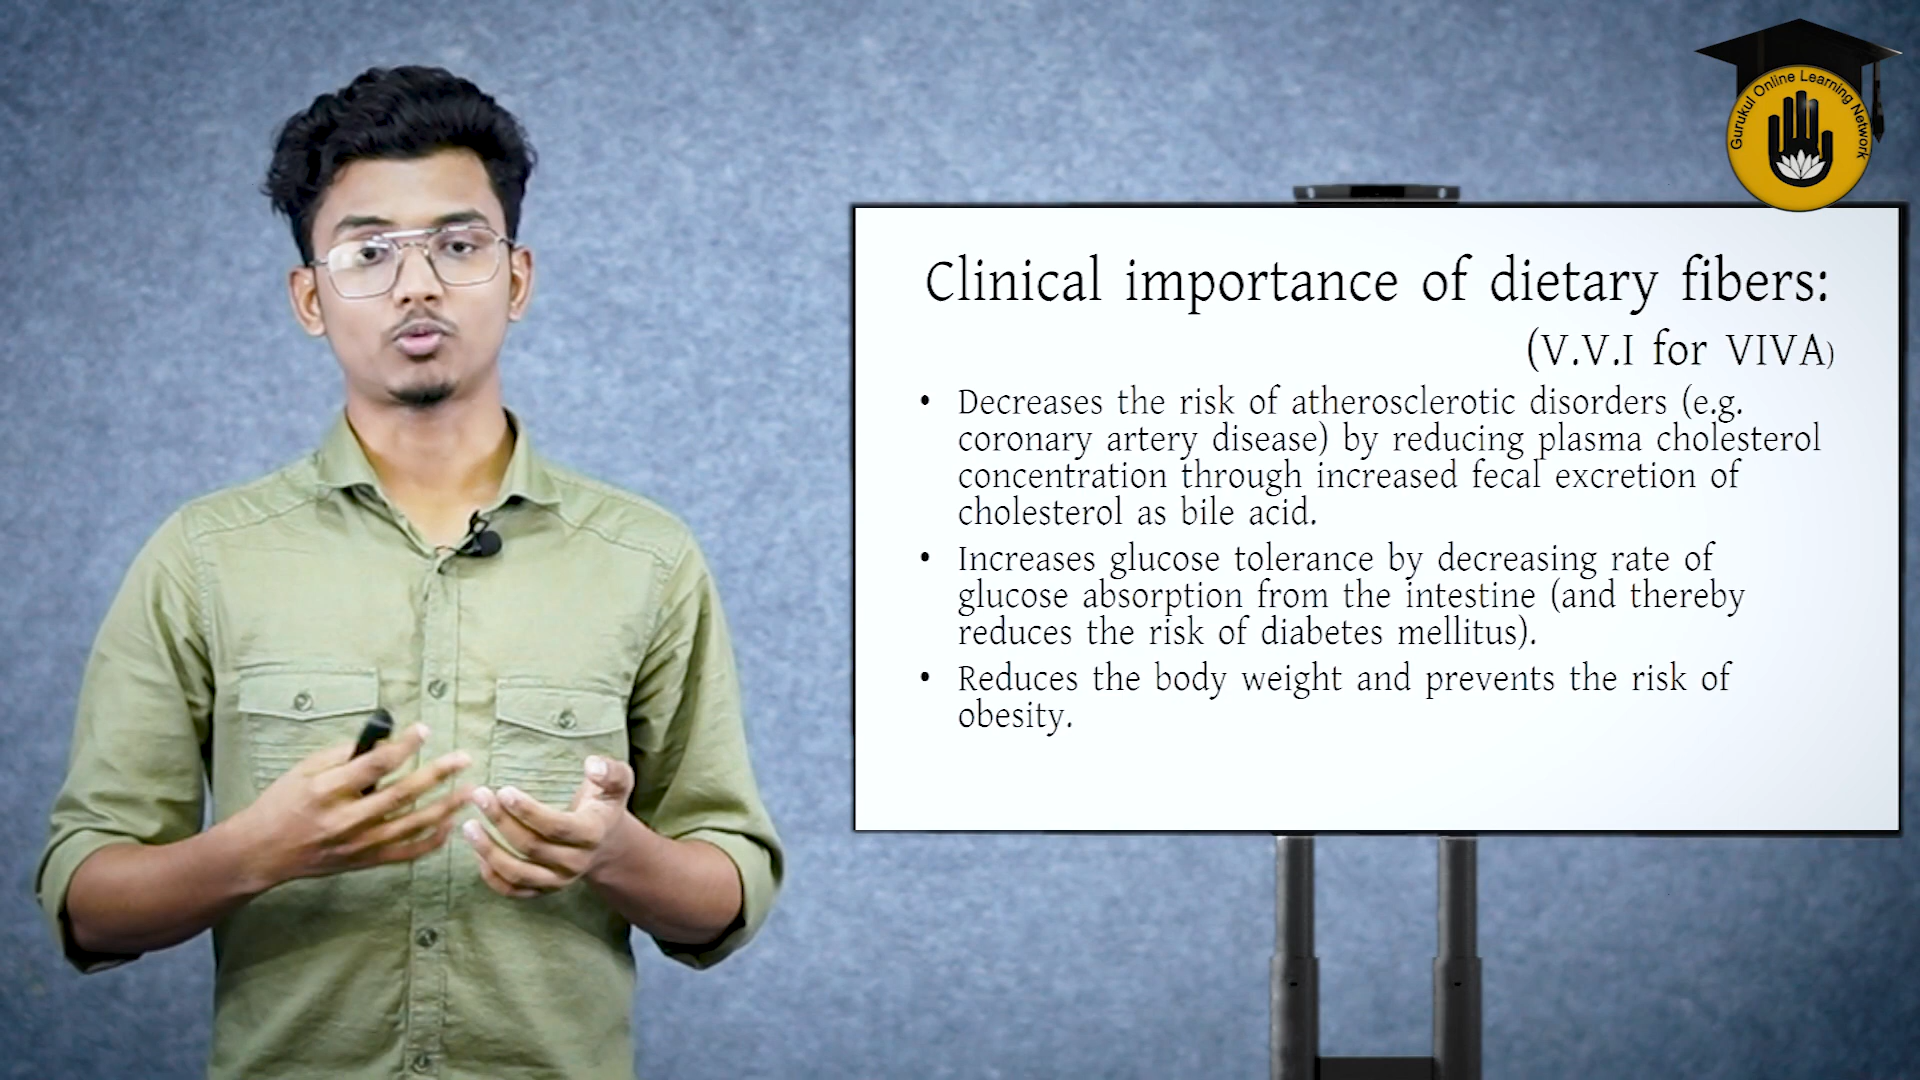 Gurukul Online Learning Network
Clinical importance of dietary fibers:
(V.V.I for VIVA)
• Decreases the risk of atherosclerotic disorders (e.g.
coronary artery disease) by reducing plasma cholesterol
concentration through increased fecal excretion of
cholesterol as bile acid.
• Increases glucose tolerance by decreasing rate of
glucose absorption from the intestine (and thereby
reduces the risk of diabetes mellitus).
• Reduces the body weight and prevents the risk of
obesity.